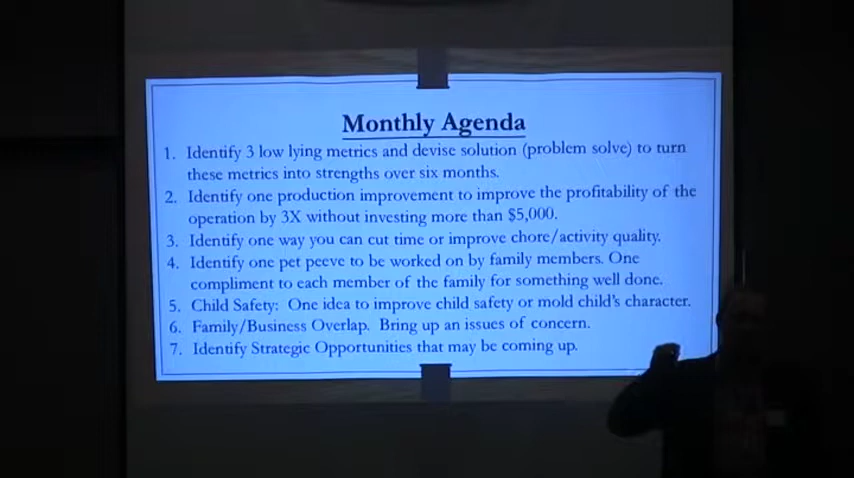 Monthly Agenda
1. Identify 3 low lying metrics and devise solution (problem solve) to turn
these metrics into strengths over six months.
2. Identify one production improvement to improve the profitability of the
operation by 3X without investing more than $5,000.
3. Identify one way you can cut time or improve chore/activity quality.
4. Identify one pet peeve to be worked on by family members. One
compliment to each member of the family for something well done.
5. Child Safety: One idea to improve child safety or mold child's character.
6. Family/Business Overlap. Bring up an issues of concern.
7. Identify Strategic Opportunities that may be coming up.